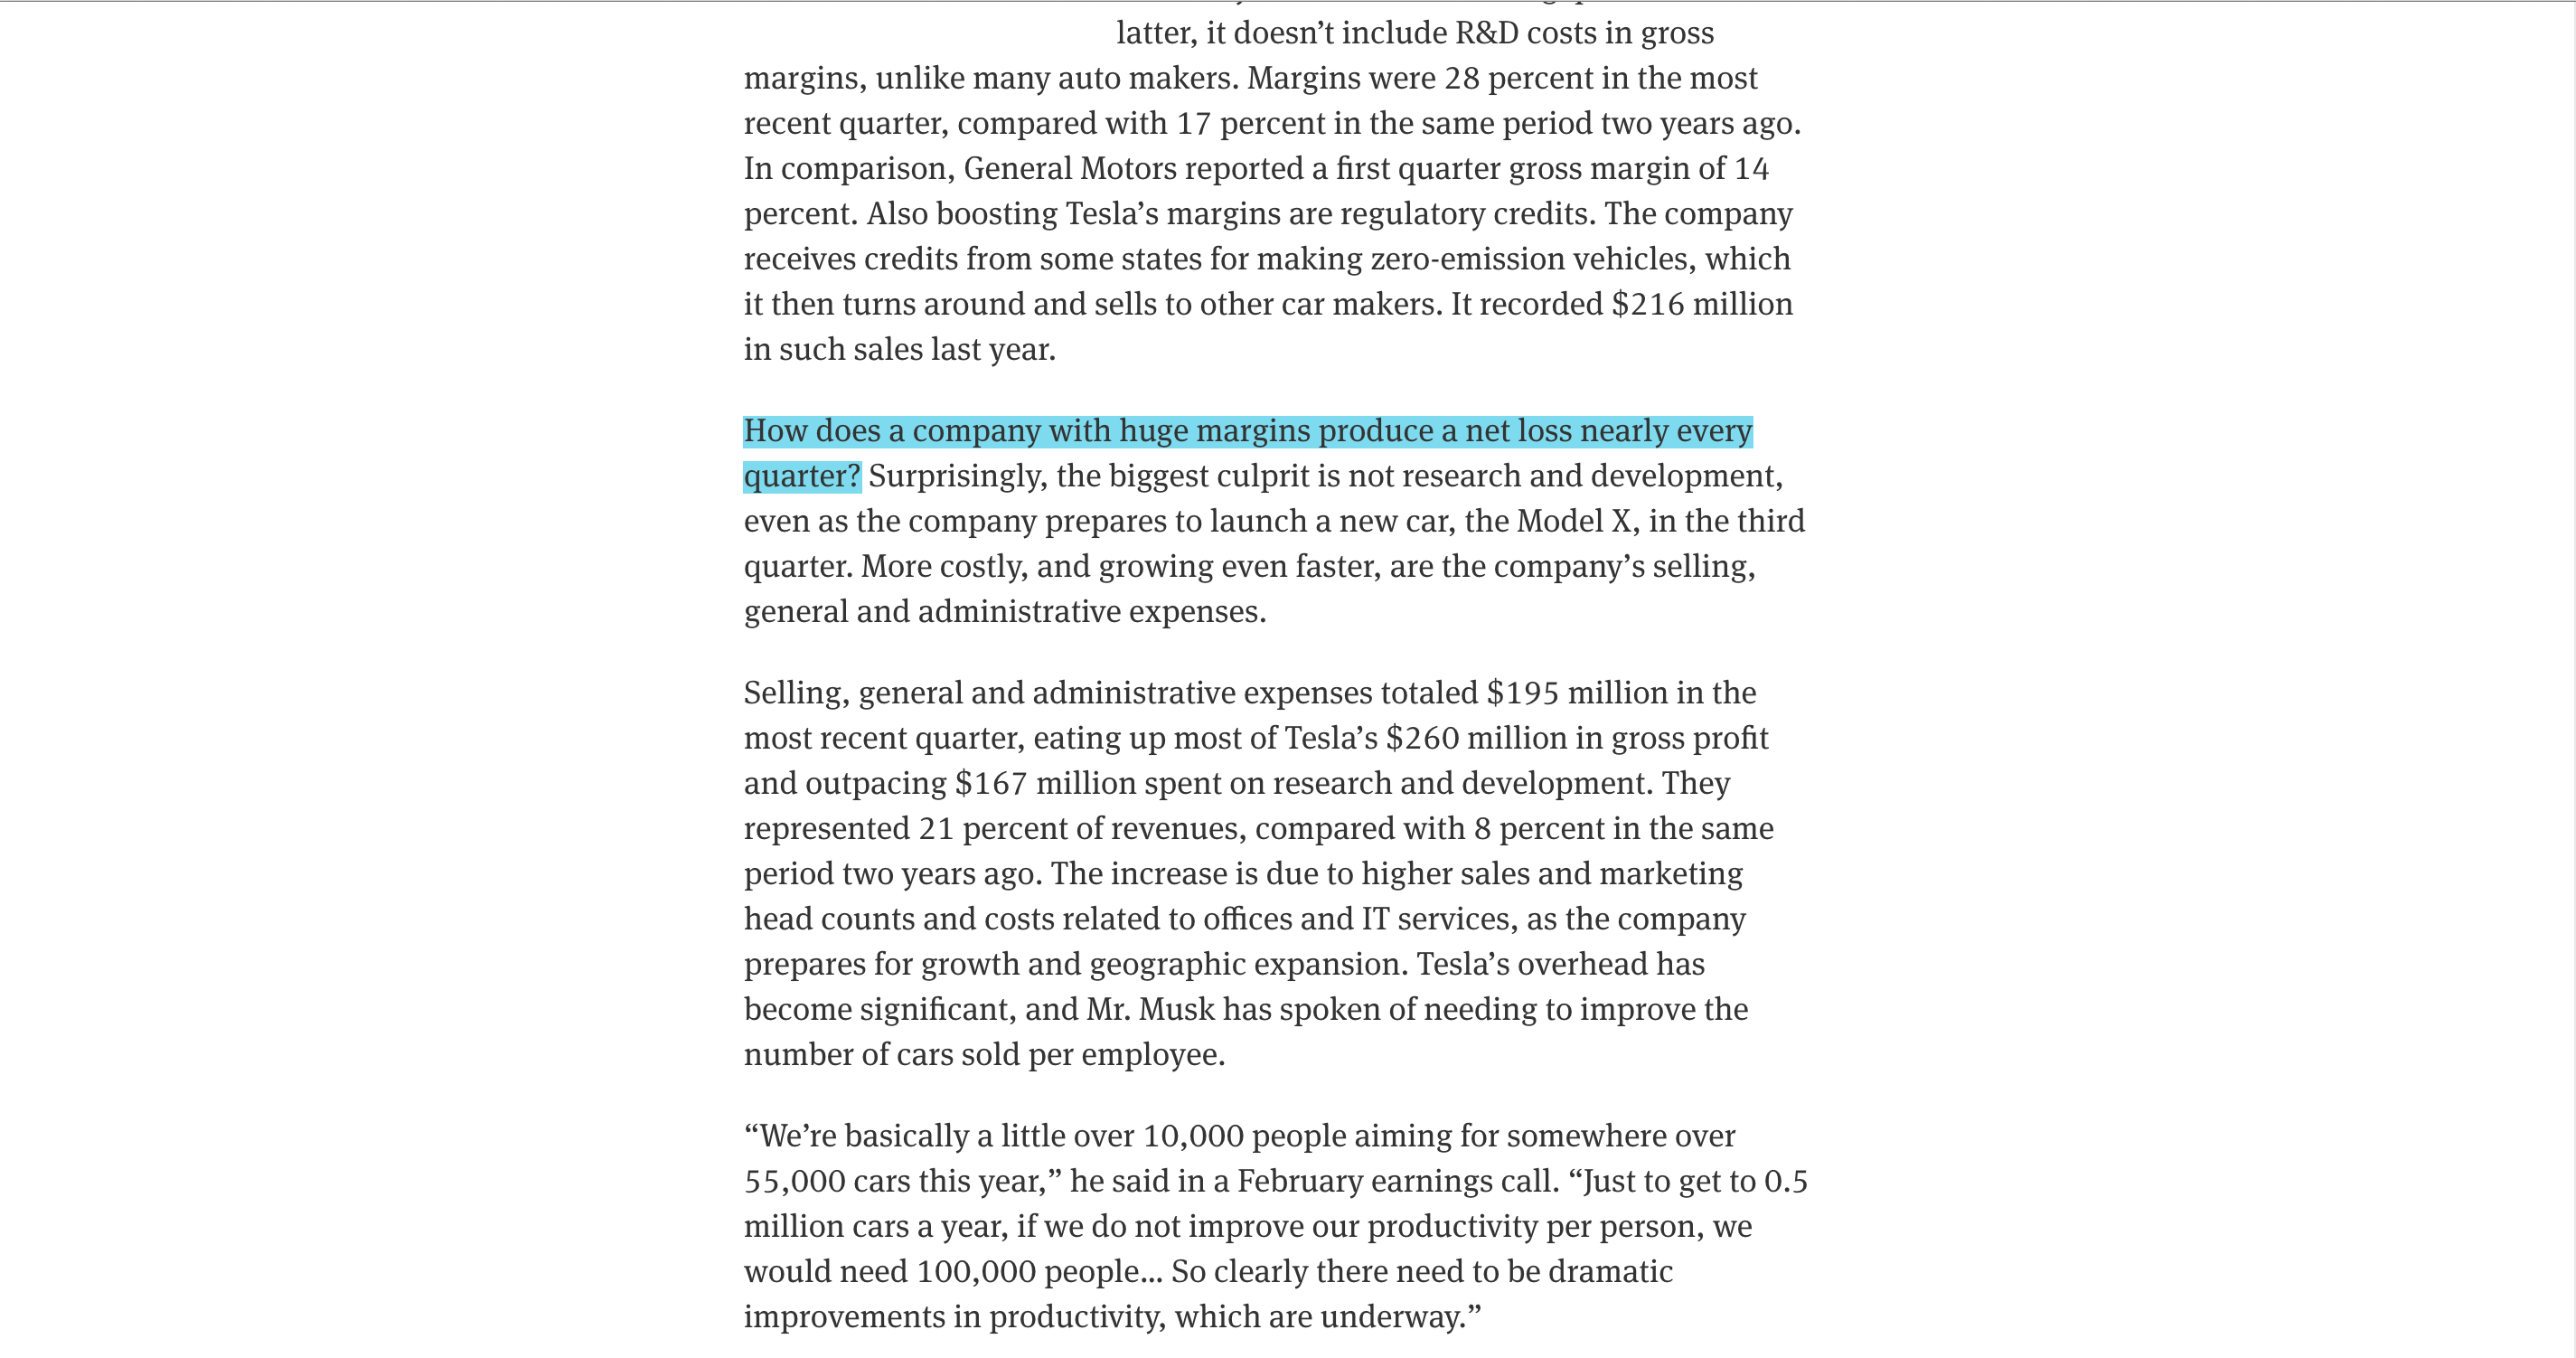 latter, it doesn’t include R&D costs in gross
margins, unlike many auto makers. Margins were 28 percent in the most
recent quarter, compared with 17 percent in the same period two years ago.
In comparison, General Motors reported a first quarter gross margin of 14
percent. Also boosting Tesla’s margins are regulatory credits. The company
receives credits from some states for making zero-emission vehicles, which
it then turns around and sells to other car makers. It recorded $216 million
in such sales last year.
How does a company with huge margins produce a net loss nearly every
quarter? Surprisingly, the biggest culprit is not research and development,
even as the company prepares to launch a new car, the Model X, in the third
quarter. More costly, and growing even faster, are the company’s selling,
general and administrative expenses.
Selling, general and administrative expenses totaled $195 million in the
most recent quarter, eating up most of Tesla’s $260 million in gross profit
and outpacing $167 million spent on research and development. They
represented 21 percent of revenues, compared with 8 percent in the same
period two years ago. The increase is due to higher sales and marketing
head counts and costs related to offices and IT services, as the company
prepares for growth and geographic expansion. Tesla’s overhead has
become significant, and Mr. Musk has spoken of needing to improve the
number of cars sold per employee.
“We’re basically a little over 10,000 people aiming for somewhere over
55,000 cars this year,” he said in a February earnings call. “Just to get to 0.5
million cars a year, if we do not improve our productivity per person, we
would need 100,000 people... So clearly there need to be dramatic
improvements in productivity, which are underway.”